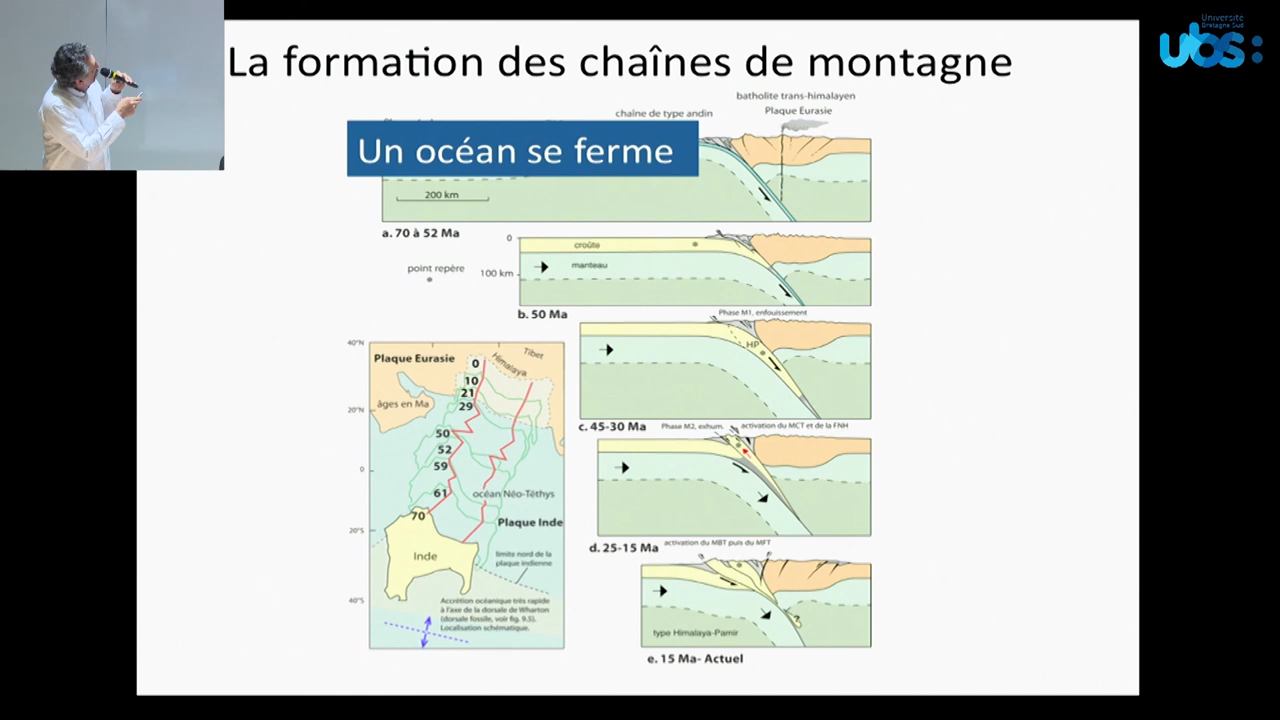 Université
Bretagne Sud
ubs:
La formation des chaînes de montagne
batholite trans-himalayen
chaîne de type andin
Plaque Eurasie
Un océan se ferme
200 km
a. 70 à 52 Ma
0
croûte
point repère
100 km
manteau
b. 50 Ma
Phase M1, enfouissement
HP
c. 45-30 Ma
Phase M2, exhum.
activation du MCT et de la FNH
d. 25-15 Ma
activation du MBT puis du MFT
?
type Himalaya-Pamir
e. 15 Ma- Actuel
40°N
Plaque Eurasie
0
Himalaya
Tibet
10
21
âges en Ma
29
20°N
50
52
59
0
61
océan Néo-Téthys
70
Plaque Inde
20°S
Inde
limite nord de la
plaque indienne
40°S
Accrétion océanique très rapide
à l'axe de la dorsale de Wharton
(dorsale fossile, voir fig. 9.5).
Localisation schématique.